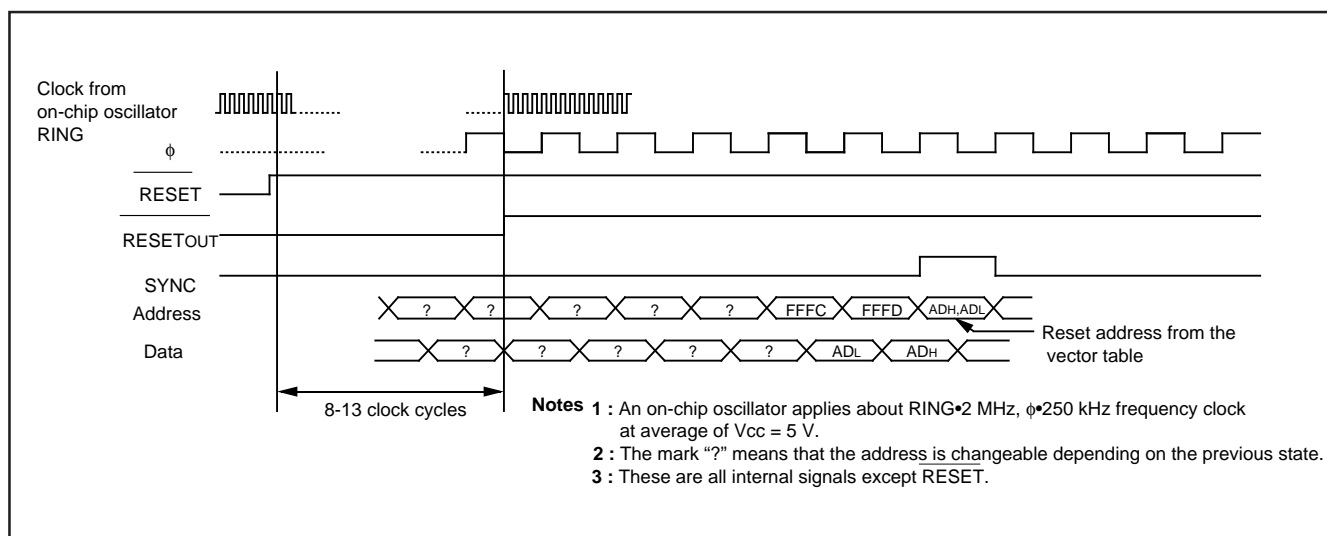 Clock from
on-chip oscillator
RING
ϕ
RESET
RESETOUT
SYNC
Address
? ? ? ? ? FFFC FFFD ADH,ADL
Data
? ? ? ? ? ADL ADH
Reset address from the
vector table
8-13 clock cycles
Notes 1 : An on-chip oscillator applies about RING•2 MHz, ϕ•250 kHz frequency clock
at average of Vcc = 5 V.
2 : The mark “?” means that the address is changeable depending on the previous state.
3 : These are all internal signals except RESET.